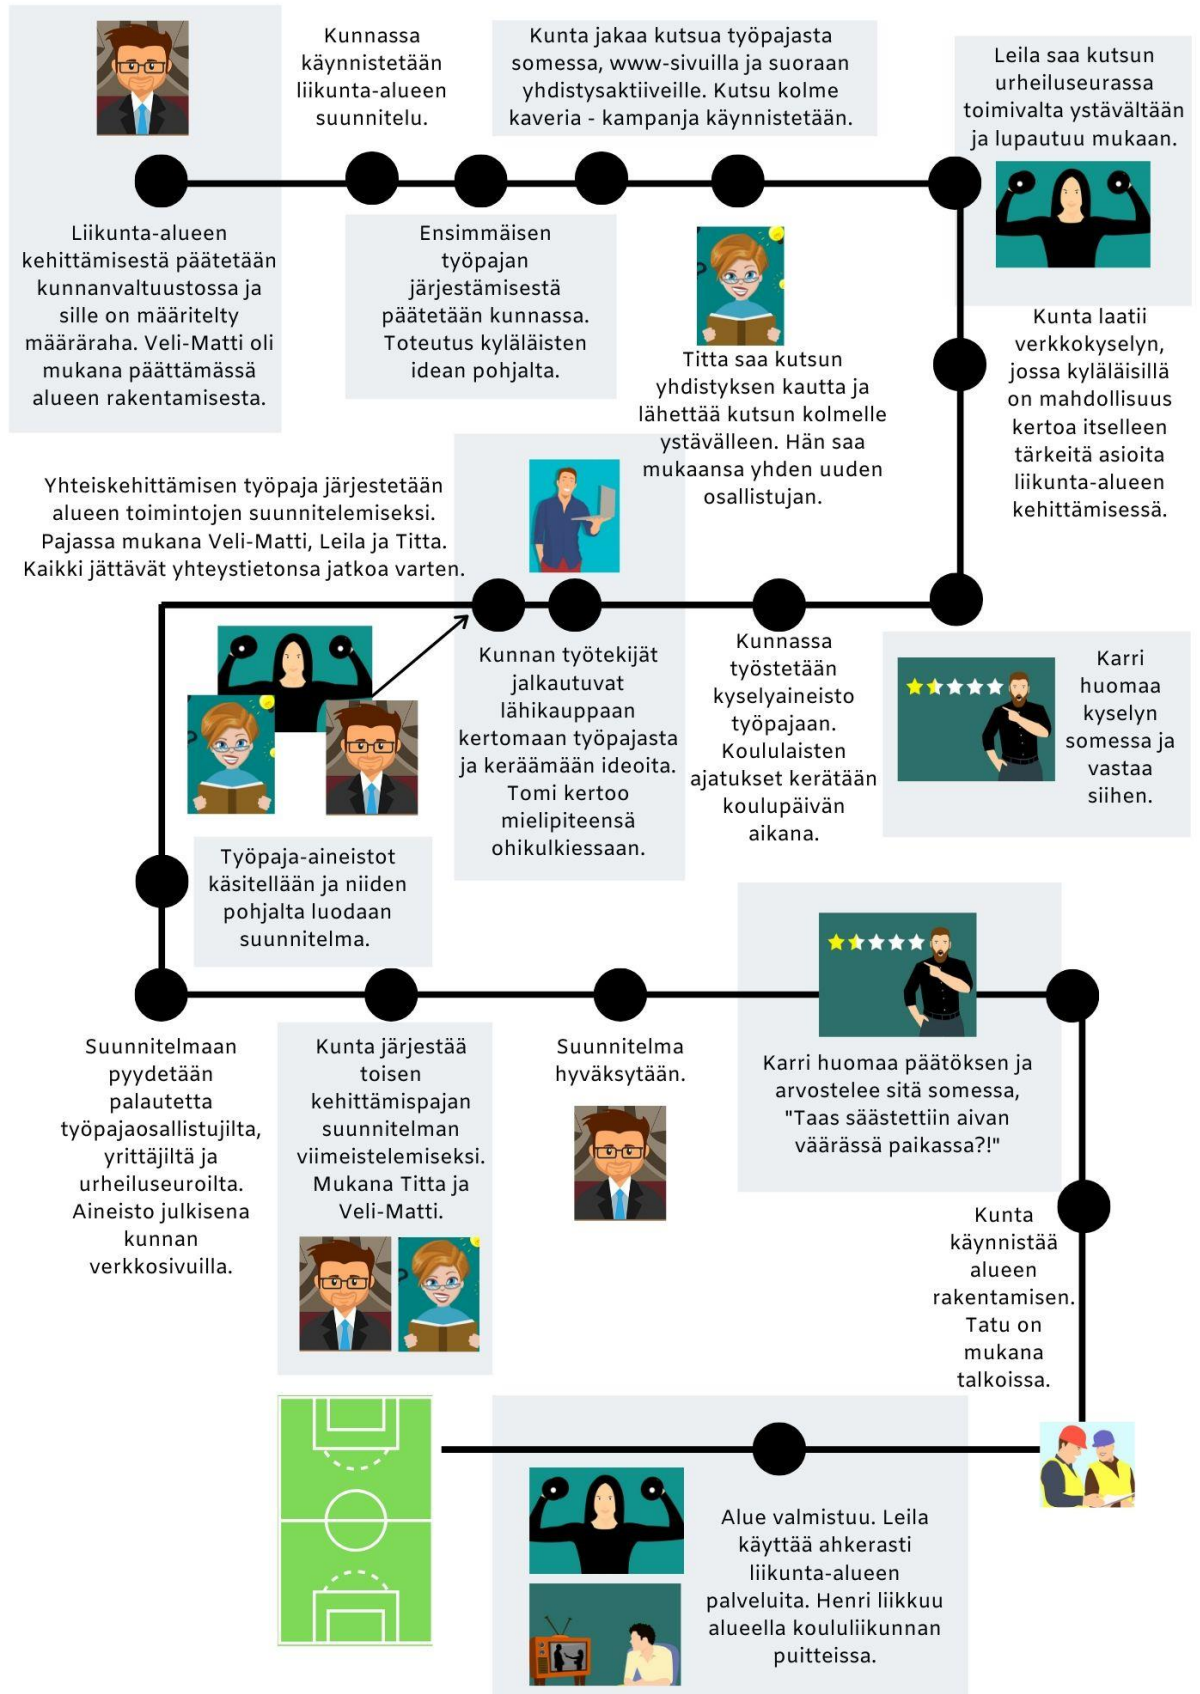 Liikunta-alueen
kehittämisestä päätetään
kunnanvaltuustossa ja
sille on määritelty
määräraha. Veli-Matti oli
mukana päättämässä
alueen rakentamisesta.
Kunnassa
käynnistetään
liikunta-alueen
suunnitelu.
Ensimmäisen
työpajan
järjestämisestä
päätetään kunnassa.
Toteutus kyläläisten
idean pohjalta.
Kunta jakaa kutsua työpajasta
somessa, www-sivuilla ja suoraan
yhdistysaktiiveille. Kutsu kolme
kaveria - kampanja käynnistetään.
Titta saa kutsun
yhdistyksen kautta ja
lähettää kutsun kolmelle
ystävälleen. Hän saa
mukaansa yhden uuden
osallistujan.
Leila saa kutsun
urheiluseurassa
toimivalta ystävältään
ja lupautuu mukaan.
Kunta laatii
verkkokyselyn,
jossa kyläläisillä
on mahdollisuus
kertoa itselleen
tärkeitä asioita
liikunta-alueen
kehittämisessä.
Karri
huomaa
kyselyn
somessa ja
vastaa
siihen.
Kunnassa
työstetään
kyselyaineisto
työpajaan.
Koululaisten
ajatukset kerätään
koulupäivän
aikana.
Kunnan työtekijät
jalkautuvat
lähikauppaan
kertomaan työpajasta
ja keräämään ideoita.
Tomi kertoo
mielipiteensä
ohikulkiessaan.
Yhteiskehittämisen työpaja järjestetään
alueen toimintojen suunnitelemiseksi.
Pajassa mukana Veli-Matti, Leila ja Titta.
Kaikki jättävät yhteystietonsa jatkoa varten.
Työpaja-aineistot
käsitellään ja niiden
pohjalta luodaan
suunnitelma.
Suunnitelmaan
pyydetään
palautetta
työpajaosallistujilta,
yrittäjiltä ja
urheiluseuroilta.
Aineisto julkisena
kunnan
verkkosivuilla.
Kunta järjestää
toisen
kehittämispajan
suunnitelman
viimeistelemiseksi.
Mukana Titta ja
Veli-Matti.
Suunnitelma
hyväksytään.
Karri huomaa päätöksen ja
arvostelee sitä somessa,
"Taas säästettiin aivan
väärässä paikassa?!"
Kunta
käynnistää
alueen
rakentamisen.
Tatu on
mukana
talkoissa.
Alue valmistuu. Leila
käyttää ahkerasti
liikunta-alueen
palveluita. Henri liikkuu
alueella koululiikunnan
puitteissa.